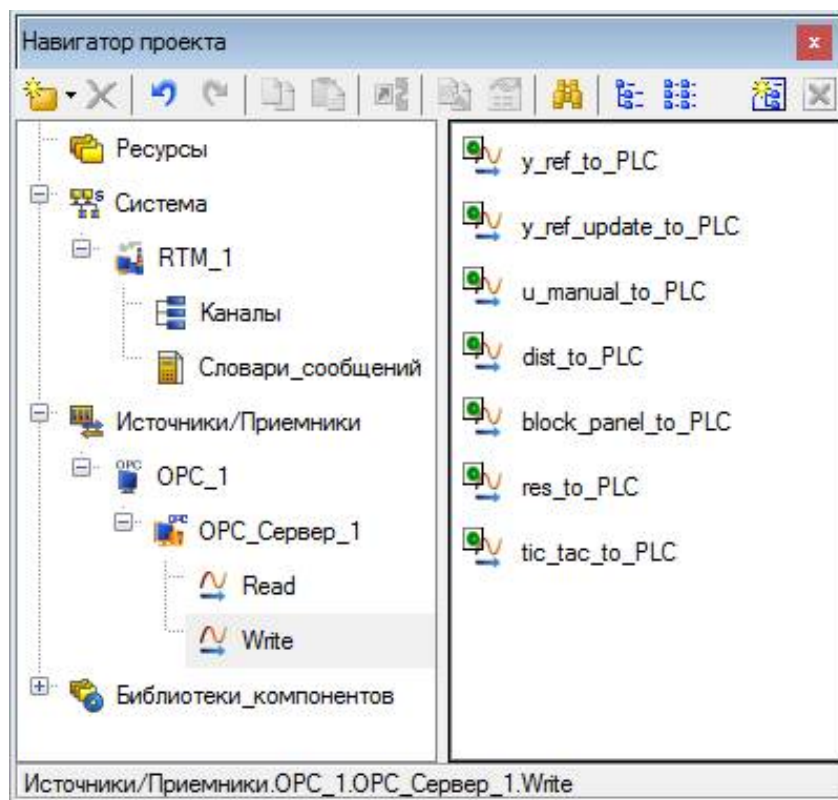 Навигатор проекта
Ресурсы
Система
RTM_1
Каналы
Словари_сообщений
Источники/Приемники
OPC
OPC_1
OPC_Сервер_1
Read
Write
Библиотеки_компонентов
y_ref_to_PLC
y_ref_update_to_PLC
u_manual_to_PLC
dist_to_PLC
block_panel_to_PLC
res_to_PLC
tic_tac_to_PLC
Источники/Приемники.OPC_1.OPC_Сервер_1.Write